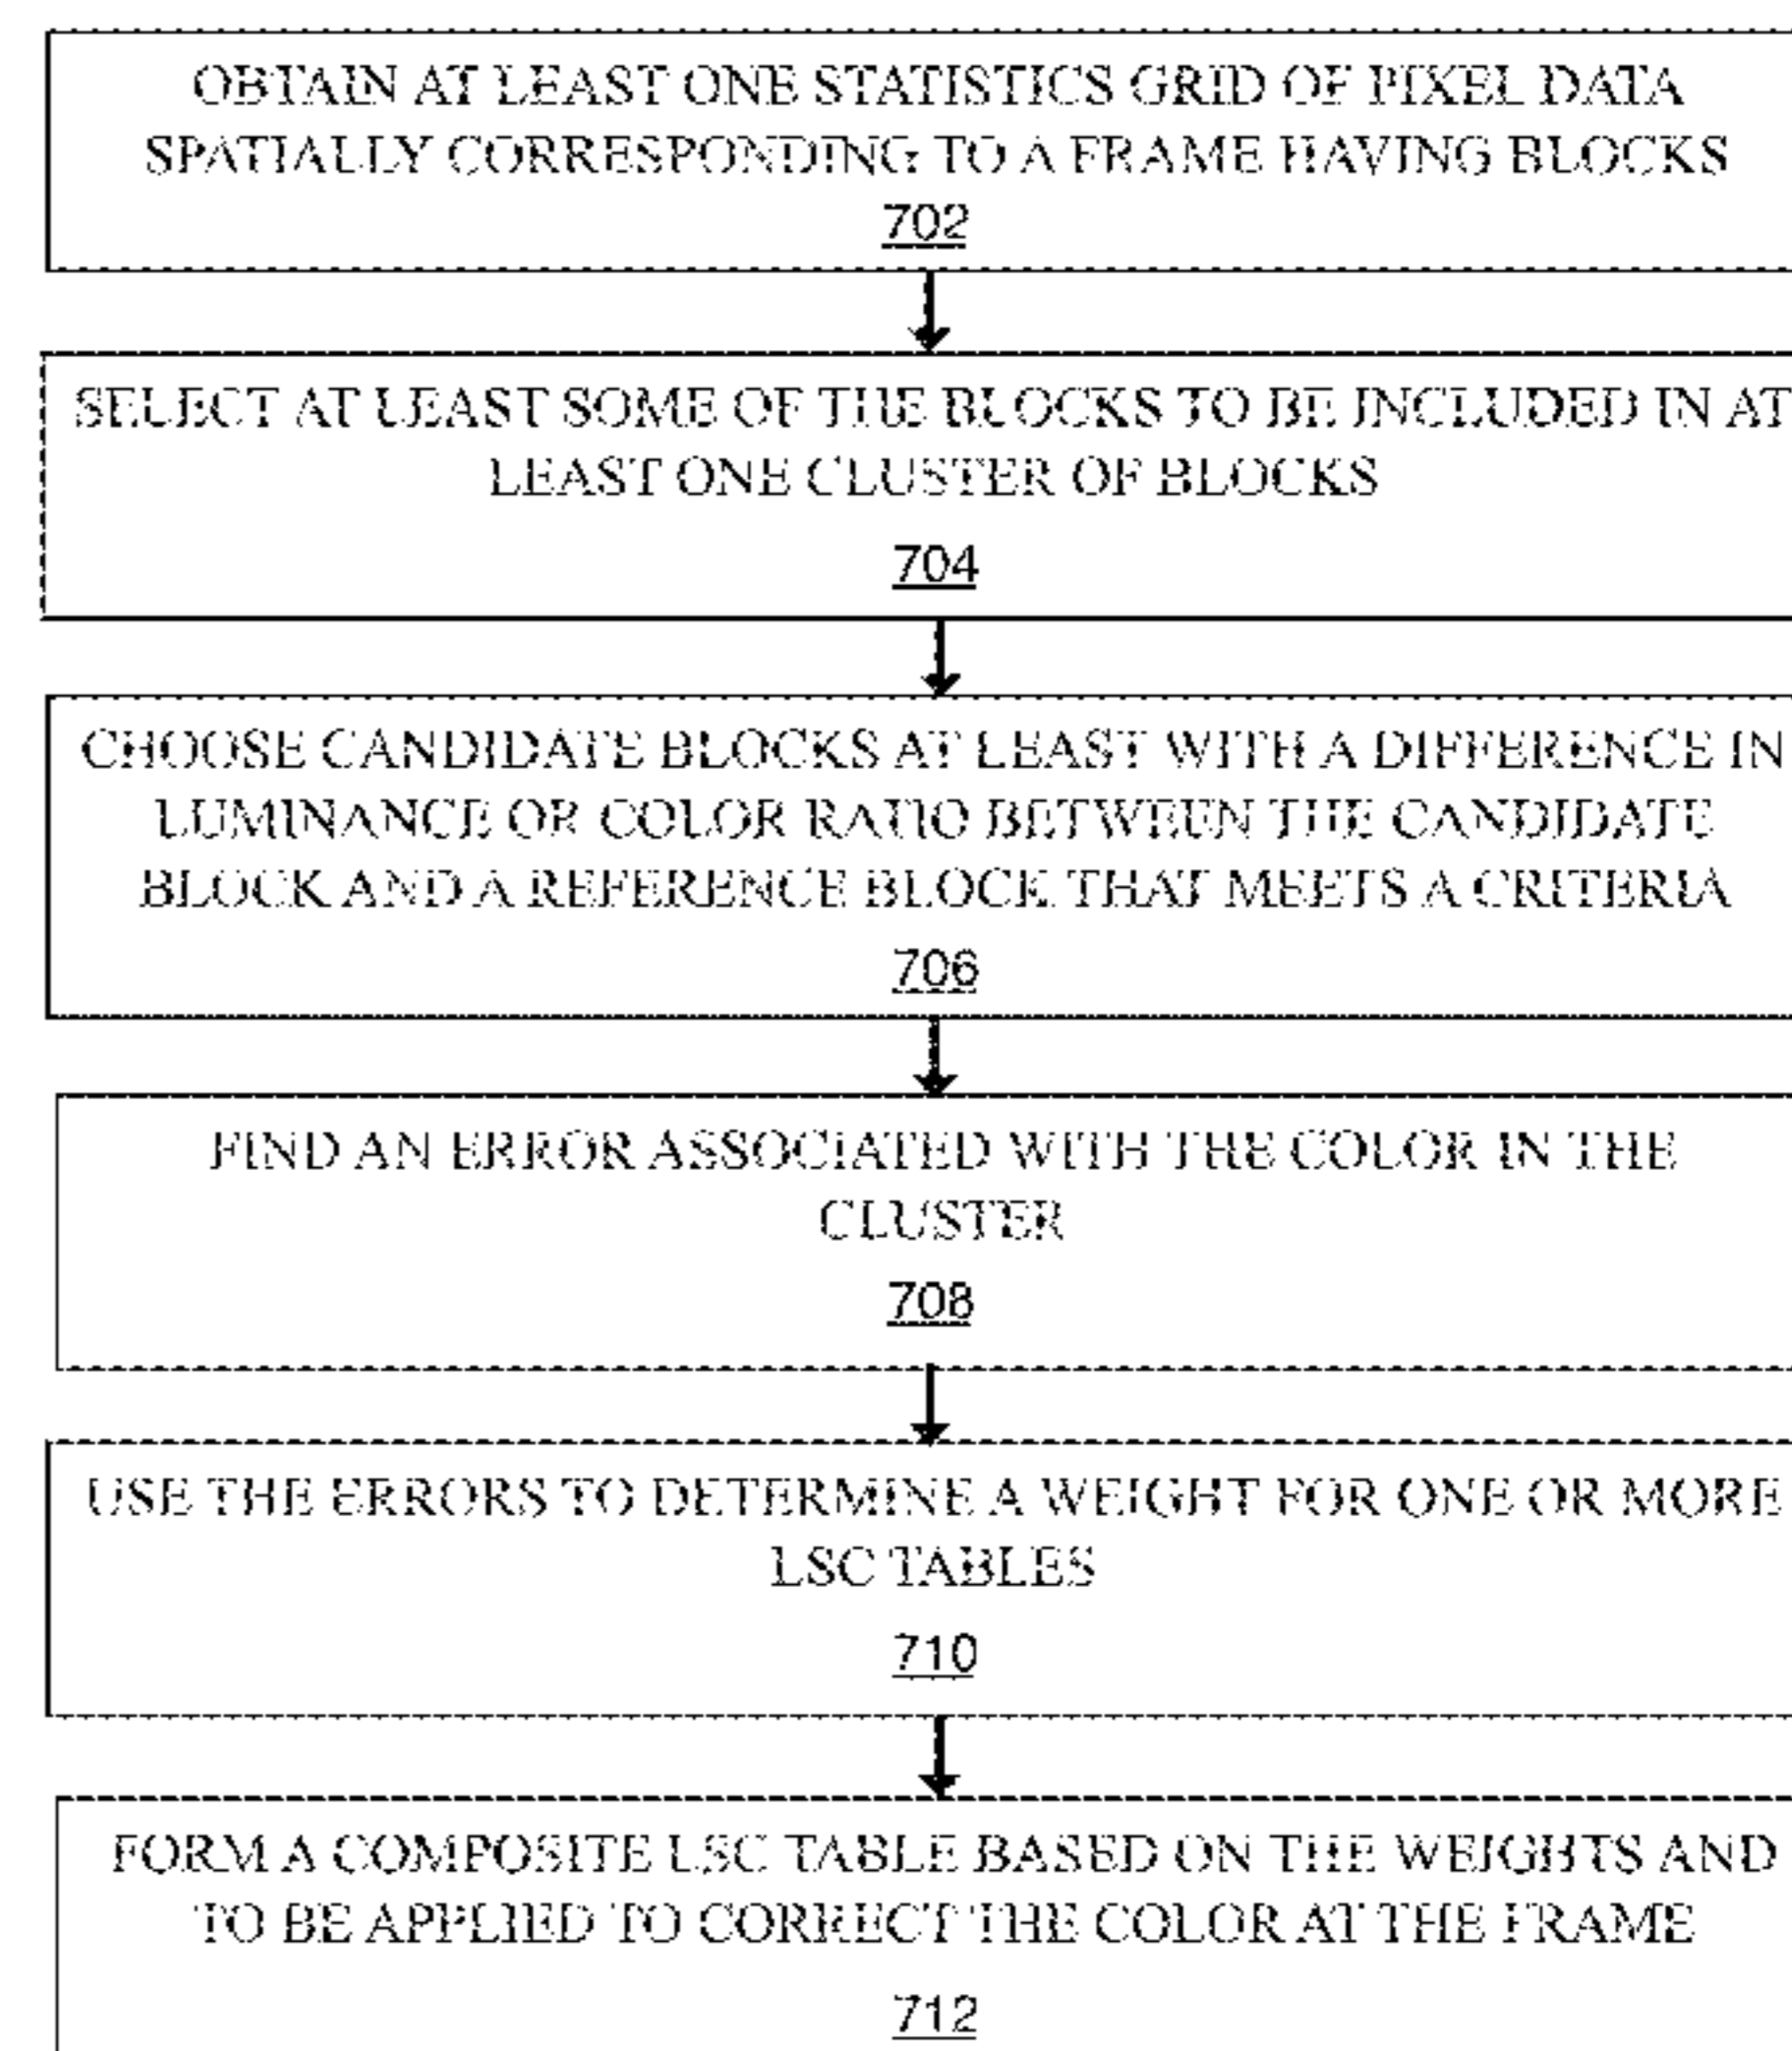 OBTAIN AT LEAST ONE STATISTICS GRID OF PIXEL DATA
SPATIALLY CORRESPONDING TO A FRAME HAVING BLOCKS
702
SELECT AT LEAST SOME OF THE BLOCKS TO BE INCLUDED IN AT
LEAST ONE CLUSTER OF BLOCKS
704
CHOOSE CANDIDATE BLOCKS AT LEAST WITH A DIFFERENCE IN
LUMINANCE OR COLOR RATIO BETWEEN THE CANDIDATE
BLOCK AND A REFERENCE BLOCK THAT MEETS A CRITERIA
706
FIND AN ERROR ASSOCIATED WITH THE COLOR IN THE
CLUSTER
708
USE THE ERRORS TO DETERMINE A WEIGHT FOR ONE OR MORE
LSC TABLES
710
FORM A COMPOSITE LSC TABLE BASED ON THE WEIGHTS AND
TO BE APPLIED TO CORRECT THE COLOR AT THE FRAME
712